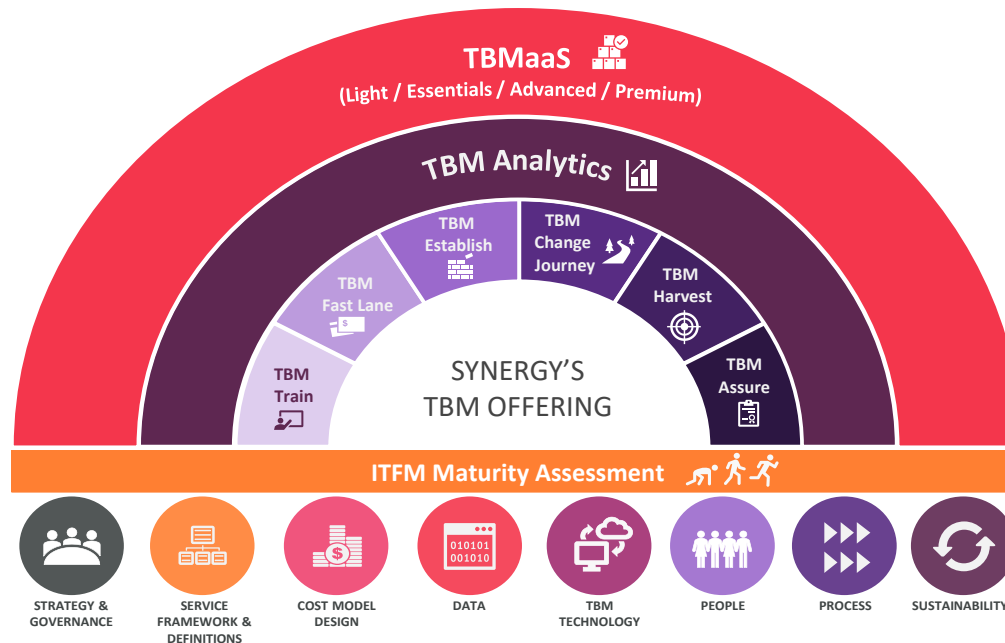 TBMaaS
(Light / Essentials / Advanced / Premium)
TBM Analytics
TBM
Train
TBM
Fast Lane
$
TBM
Establish
TBM
Change
Journey
TBM
Harvest
TBM
Assure
SYNERGY'S
TBM OFFERING
ITFM Maturity Assessment
$
010101
001010
STRATEGY &
GOVERNANCE
SERVICE
FRAMEWORK &
DEFINITIONS
COST MODEL
DESIGN
DATA
TBM
TECHNOLOGY
PEOPLE
PROCESS
SUSTAINABILITY